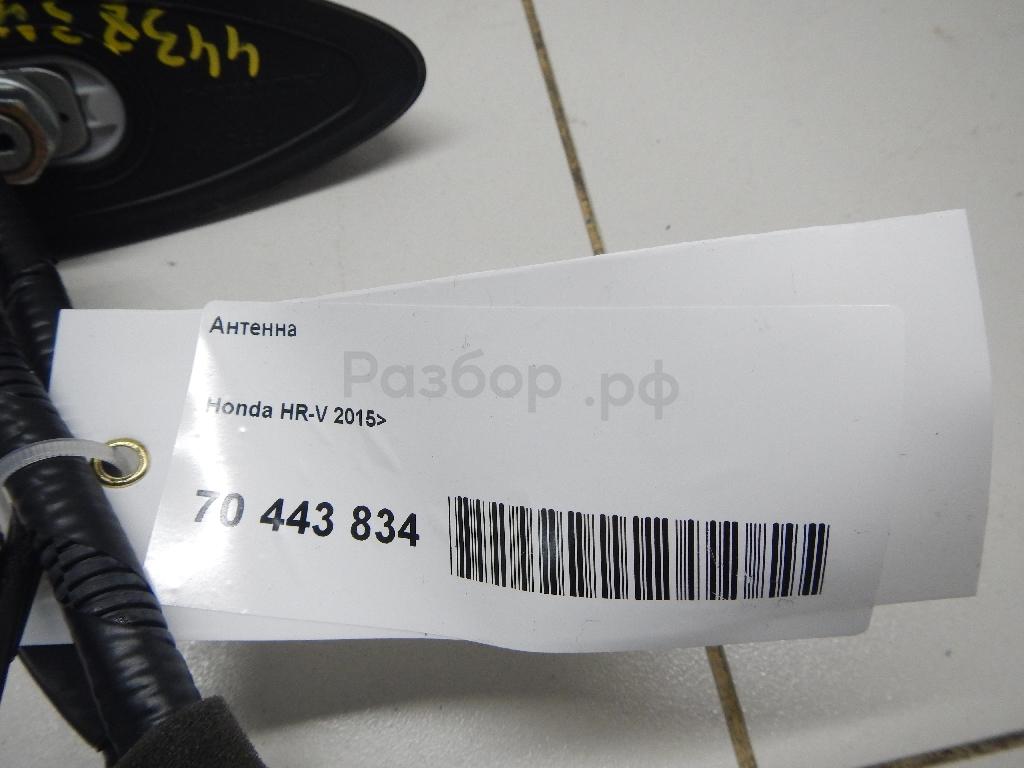 Антенна
Разбор.рф
Honda HR-V 2015>
70 443 834